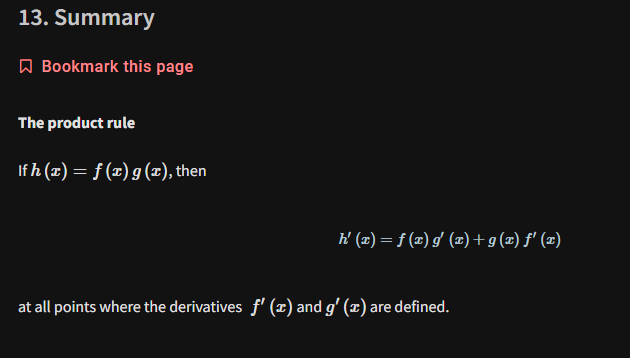 13. Summary
Bookmark this page
The product rule
If h (x) = f (x) g (x), then
h′ (x) = f (x) g′ (x) + g (x) f′ (x)
at all points where the derivatives f′ (x) and g′ (x) are defined.